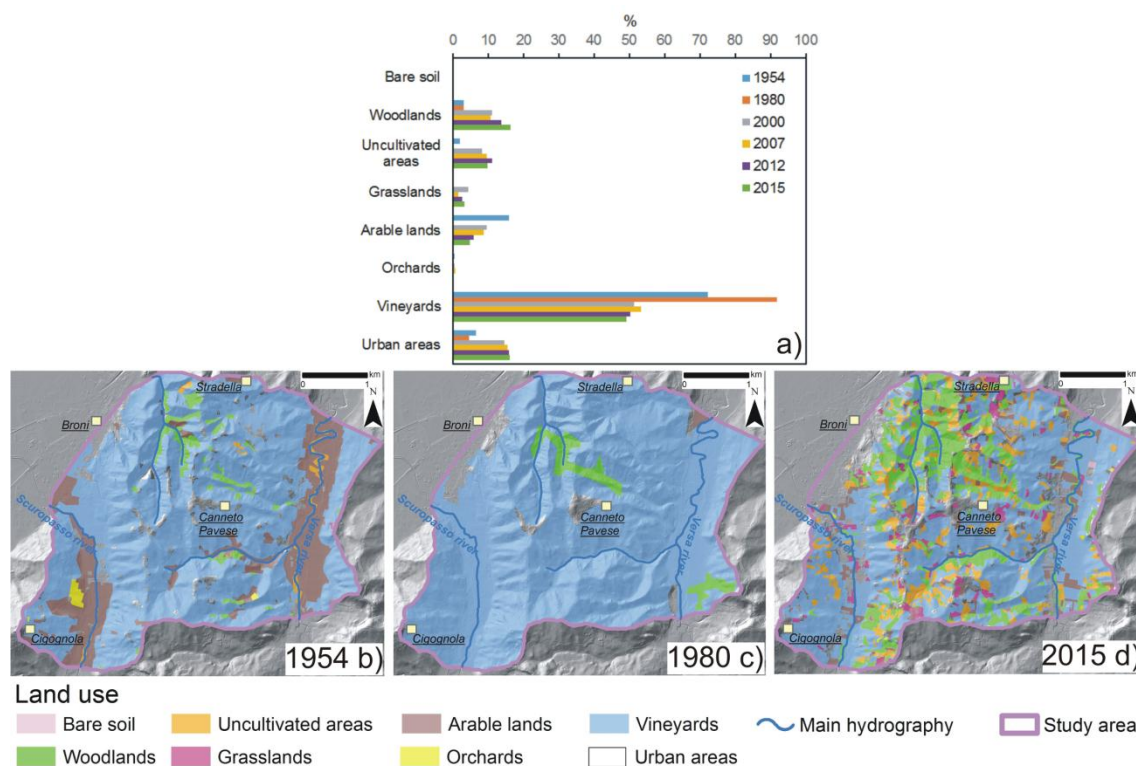 %
0 10 20 30 40 50 60 70 80 90 100
Bare soil
Woodlands
Uncultivated
areas
Grasslands
Arable lands
Orchards
Vineyards
Urban areas
1954
1980
2000
2007
2012
2015
a)
Stradella
Broni
Scuropasso river
Canneto
Pavese
Versa river
Cigognola
0 km 1
N
1954 b)
Stradella
Broni
Scuropasso river
Canneto
Pavese
Versa river
Cigognola
0 km 1
N
1980 c)
Stradella
Broni
Scuropasso river
Canneto
Pavese
Versa river
Cigognola
0 km 1
N
2015 d)
Land use
Bare soil Uncultivated areas Arable lands Vineyards Main hydrography Study area
Woodlands Grasslands Orchards Urban areas